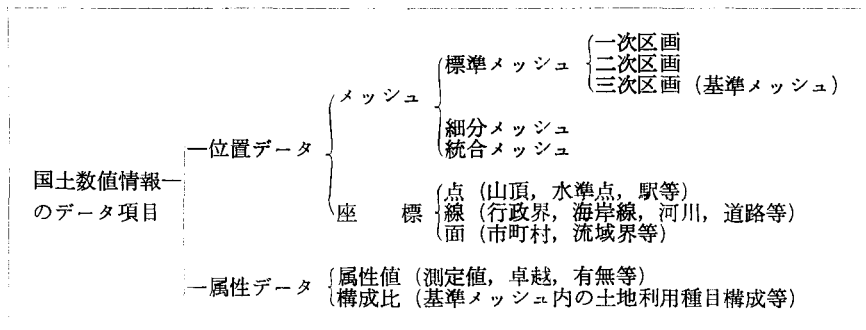 一次区画
標準メッシュ 二次区画
メッシュ 三次区画（基準メッシュ）
細分メッシュ
位置データ 統合メッシュ
国土数値情報 点（山頂，水準点，駅等）
のデータ項目 座標 線（行政界，海岸線，河川，道路等）
面（市町村，流域界等）
属性データ 属性値（測定値，卓越，有無等）
構成比（基準メッシュ内の土地利用種目構成等）